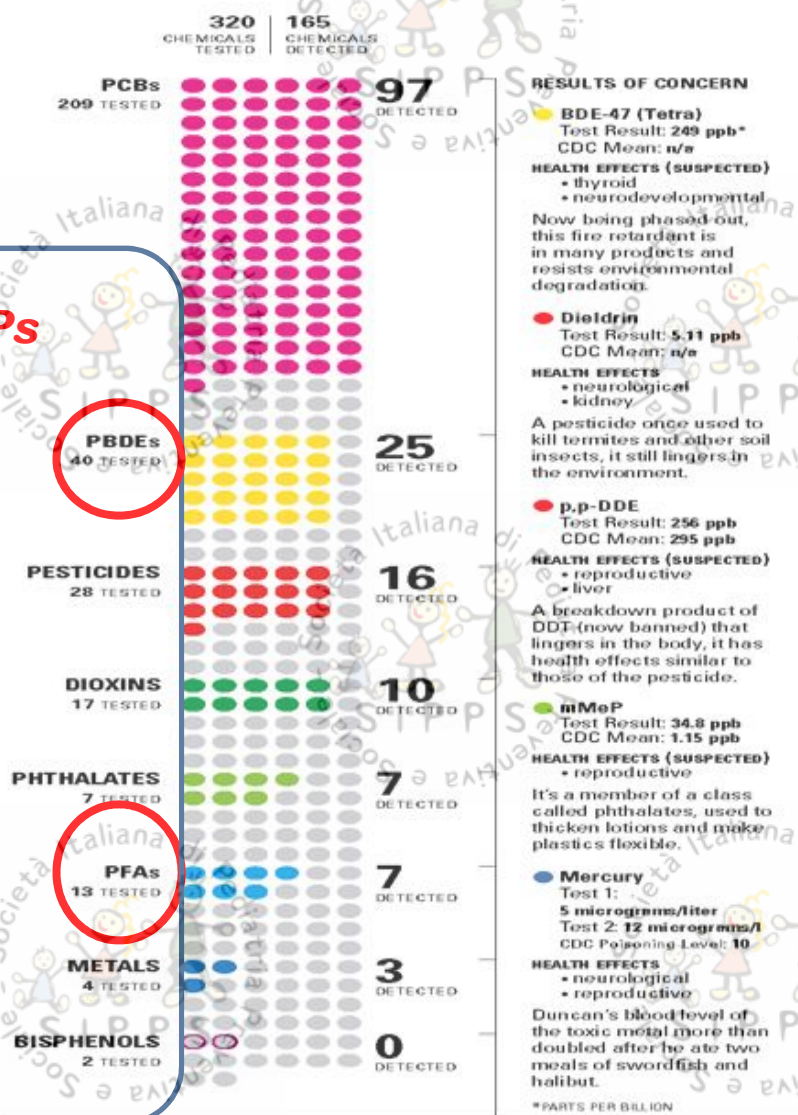 320 | 165
CHEMICALS TESTED | CHEMICALS DETECTED
PCBs
209 TESTED
97
DETECTED
Ps
PBDEs
40 TESTED
25
DETECTED
PESTICIDES
28 TESTED
16
DETECTED
DIOXINS
17 TESTED
10
DETECTED
PHTHALATES
7 TESTED
7
DETECTED
PFAs
13 TESTED
7
DETECTED
METALS
4 TESTED
3
DETECTED
BISPHENOLS
2 TESTED
0
DETECTED
RESULTS OF CONCERN
BDE-47 (Tetra)
Test Result: 249 ppb*
CDC Mean: n/a
HEALTH EFFECTS (SUSPECTED)
• thyroid
• neurodevelopmental
Now being phased out,
this fire retardant is
in many products and
resists environmental
degradation.
Dieldrin
Test Result: 5.11 ppb
CDC Mean: n/a
HEALTH EFFECTS
• neurological
• kidney
A pesticide once used to
kill termites and other soil
insects, it still lingers in
the environment.
p,p-DDE
Test Result: 256 ppb
CDC Mean: 295 ppb
HEALTH EFFECTS (SUSPECTED)
• reproductive
• liver
A breakdown product of
DDT (now banned) that
lingers in the body, it has
health effects similar to
those of the pesticide.
mMeP
Test Result: 34.8 ppb
CDC Mean: 1.15 ppb
HEALTH EFFECTS (SUSPECTED)
• reproductive
It's a member of a class
called phthalates, used to
thicken lotions and make
plastics flexible.
Mercury
Test 1:
5 micrograms/liter
Test 2: 12 micrograms/l
CDC Poisoning Level: 10
HEALTH EFFECTS
• neurological
• reproductive
Duncan's blood level of
the toxic metal more than
doubled after he ate two
meals of swordfish and
halibut.
*PARTS PER BILLION
Società Italiana di Pediatria Preventiva e Sociale
SIPPS